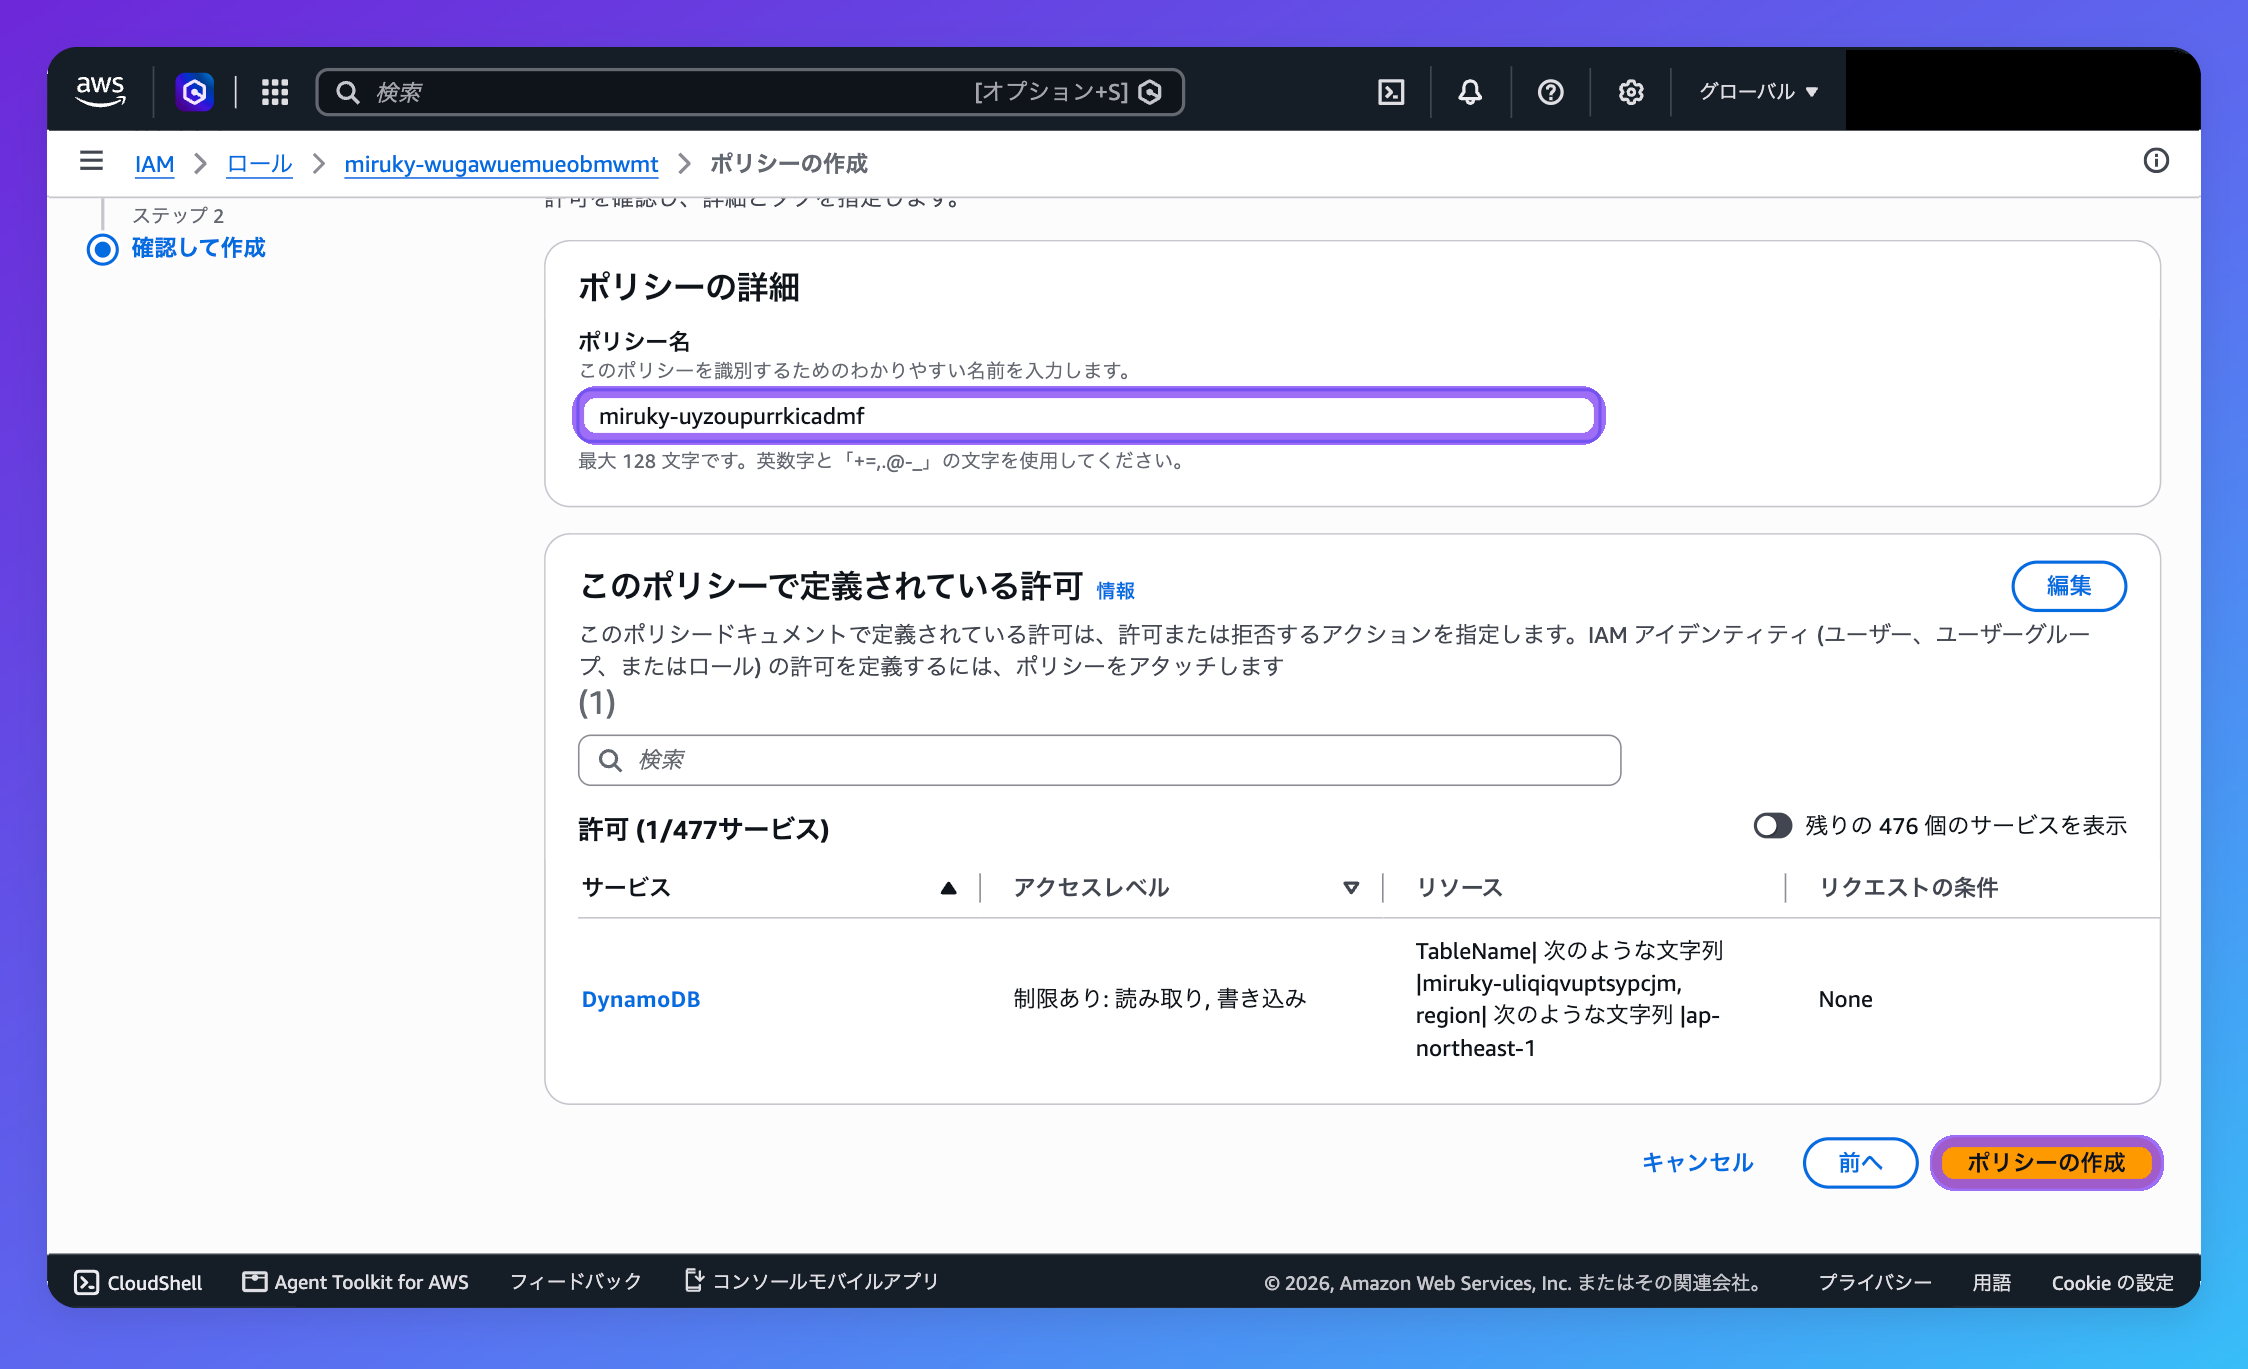 aws
検索
[オプション+S]
グローバル ▼
IAM
ロール
miruky-wugawuemueobmwmt
ポリシーの作成
ステップ 2
確認して作成
許可を確認し、詳細とタグを指定します。
ポリシーの詳細
ポリシー名
このポリシーを識別するためのわかりやすい名前を入力します。
miruky-uyzoupurrkicadmf
最大 128 文字です。英数字と「+=,.@-_」の文字を使用してください。
このポリシーで定義されている許可 情報
編集
このポリシードキュメントで定義されている許可は、許可または拒否するアクションを指定します。IAM アイデンティティ (ユーザー、ユーザーグルー
プ、またはロール) の許可を定義するには、ポリシーをアタッチします
(1)
検索
許可 (1/477サービス)
残りの 476 個のサービスを表示
サービス
アクセスレベル
リソース
リクエストの条件
DynamoDB
制限あり: 読み取り, 書き込み
TableName| 次のような文字列
|miruky-uliqiqvuptsypcjm,
region| 次のような文字列 |ap-
northeast-1
None
キャンセル
前へ
ポリシーの作成
CloudShell
Agent Toolkit for AWS
フィードバック
コンソールモバイルアプリ
© 2026, Amazon Web Services, Inc. またはその関連会社。
プライバシー
用語
Cookie の設定